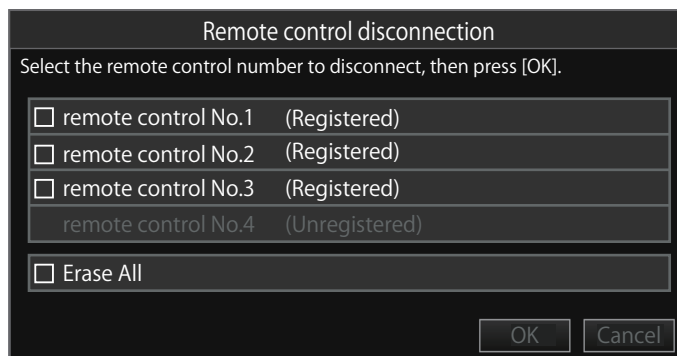 Remote control disconnection
Select the remote control number to disconnect, then press [OK].
remote control No.1 (Registered)
remote control No.2 (Registered)
remote control No.3 (Registered)
remote control No.4 (Unregistered)
Erase All
OK Cancel